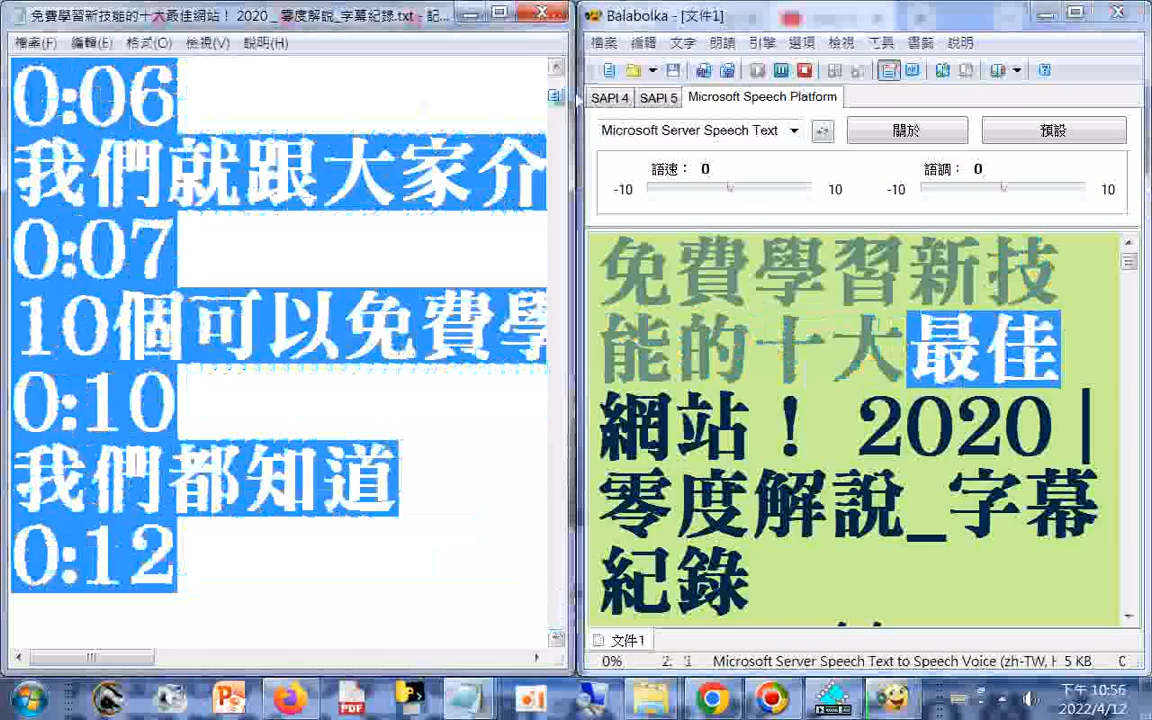 免費學習新技能的十大最佳網站！ 2020 _ 零度解說_字幕紀錄.txt - 記...
檔案(F) 編輯(E) 格式(O) 檢視(V) 說明(H)
0:06
我們就跟大家介
0:07
10個可以免費學
0:10
我們都知道
0:12
Balabolka - [文件1]
檔案 編輯 文字 朗讀 引擎 選項 檢視 工具 書籤 說明
SAPI 4 SAPI 5 Microsoft Speech Platform
Microsoft Server Speech Text 關於 預設
語速： 0 語調： 0
-10 10 -10 10
免費學習新技
能的十大最佳
網站！ 2020 |
零度解說_字幕
紀錄
文件1
0% 2: 1 Microsoft Server Speech Text to Speech Voice (zh-TW, H 5 KB C
PDF
下午 10:56
2022/4/12